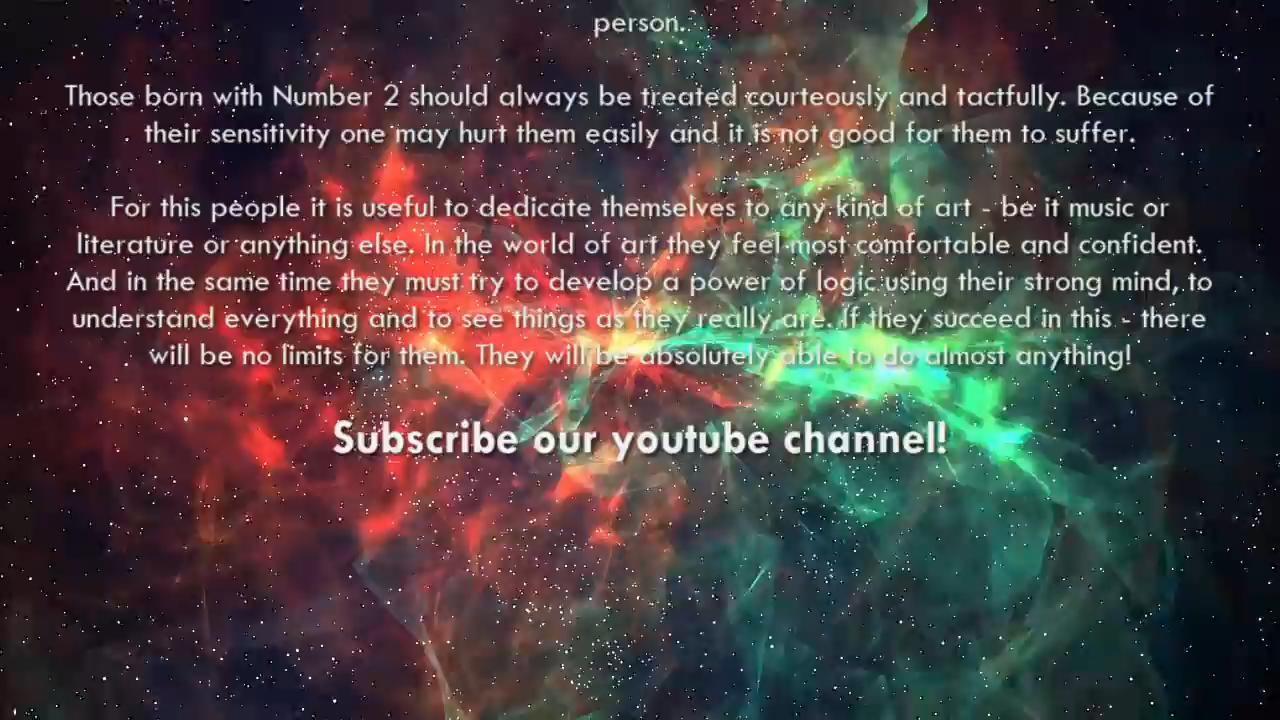 person.
Those born with Number 2 should always be treated courteously and tactfully. Because of
their sensitivity one may hurt them easily and it is not good for them to suffer.
For this people it is useful to dedicate themselves to any kind of art - be it music or
literature or anything else. In the world of art they feel most comfortable and confident.
And in the same time they must try to develop a power of logic using their strong mind, to
understand everything and to see things as they really are. If they succeed in this - there
will be no limits for them. They will be absolutely able to do almost anything!
Subscribe our youtube channel!